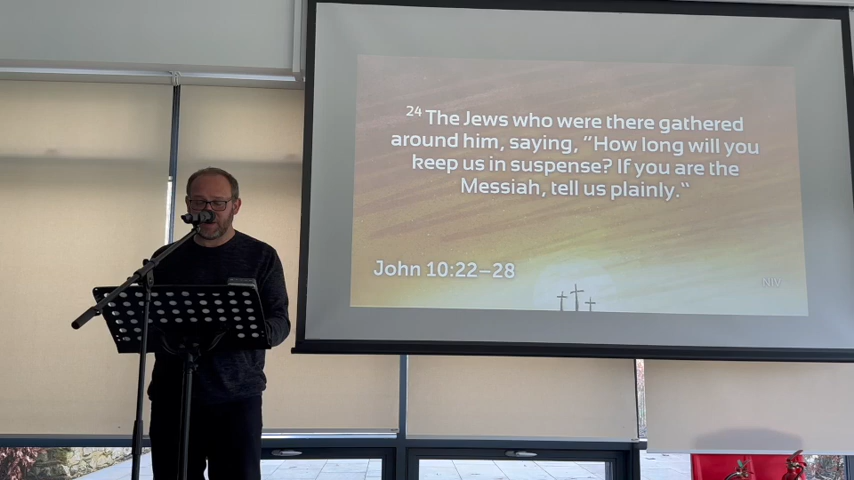 24 The Jews who were there gathered
around him, saying, “How long will you
keep us in suspense? If you are the
Messiah, tell us plainly.“
John 10:22–28
NIV